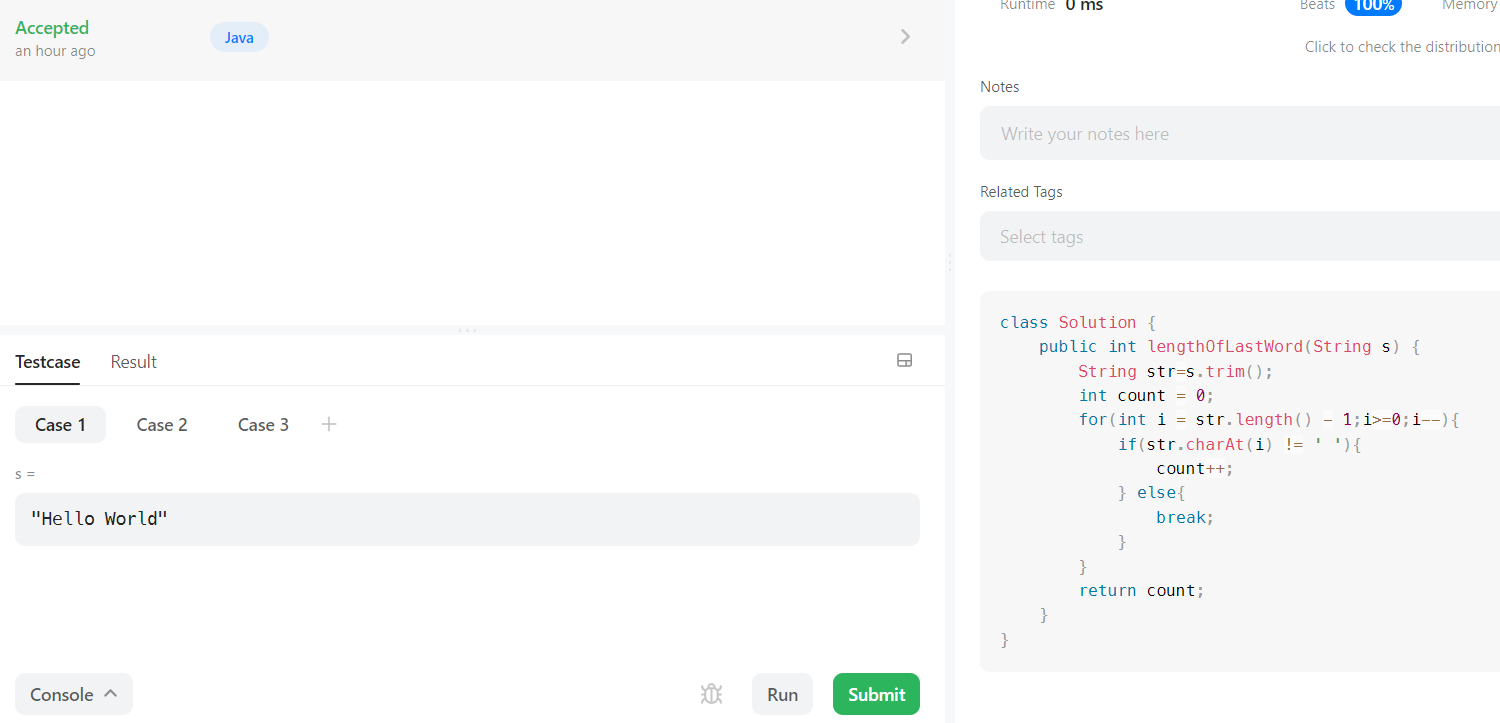 Accepted
an hour ago
Java
Testcase Result
Case 1 Case 2 Case 3 +
s =
"Hello World"
Console Run Submit
Runtime 0 ms Beats 100% Memory
Click to check the distribution
Notes
Write your notes here
Related Tags
Select tags
class Solution {
    public int lengthOfLastWord(String s) {
        String str=s.trim();
        int count = 0;
        for(int i = str.length() - 1;i>=0;i--){
            if(str.charAt(i) != ' '){
                count++;
            } else{
                break;
            }
        }
        return count;
    }
}